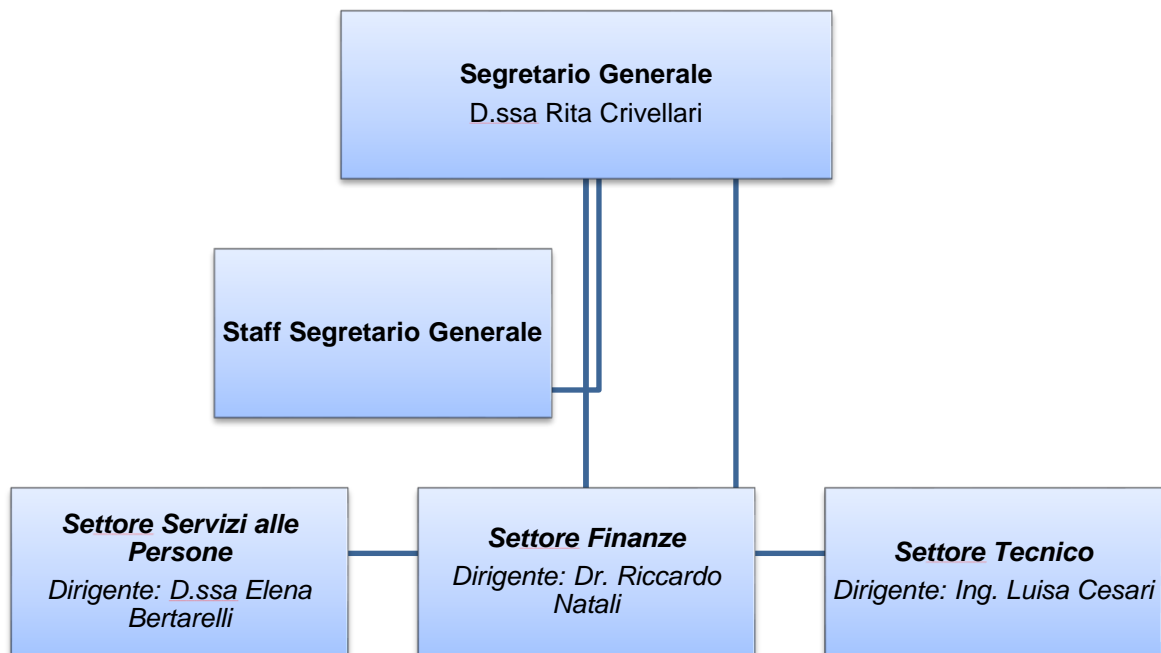 Segretario Generale
D.ssa Rita Crivellari
Staff Segretario Generale
Settore Servizi alle
Persone
Dirigente: D.ssa Elena
Bertarelli
Settore Finanze
Dirigente: Dr. Riccardo
Natali
Settore Tecnico
Dirigente: Ing. Luisa Cesari